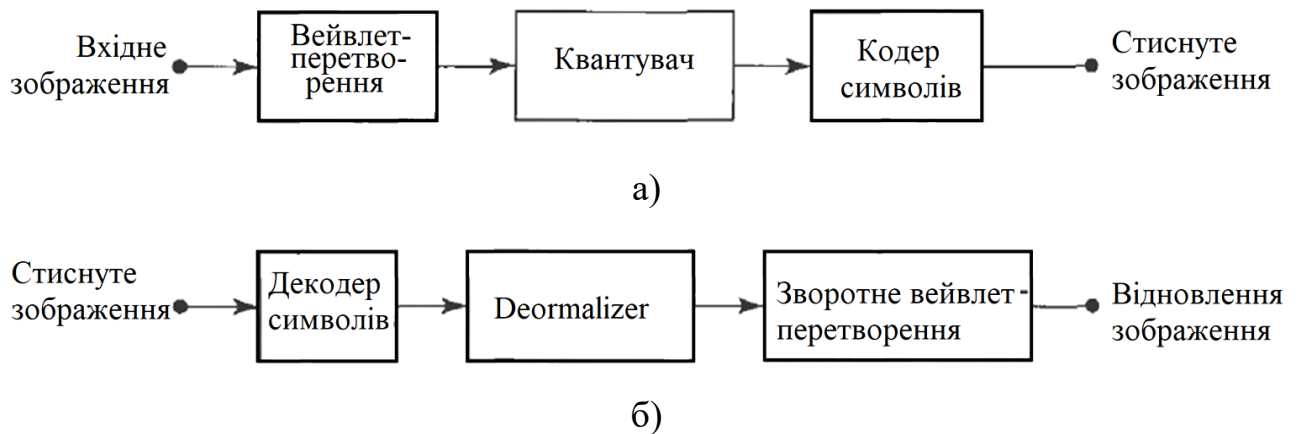 Вхідне
зображення
Вейвлет-
перетво-
рення
Квантувач
Кодер
символів
Стиснуте
зображення
а)
Стиснуте
зображення
Декодер
символів
Deormalizer
Зворотне вейвлет-
перетворення
Відновлення
зображення
б)